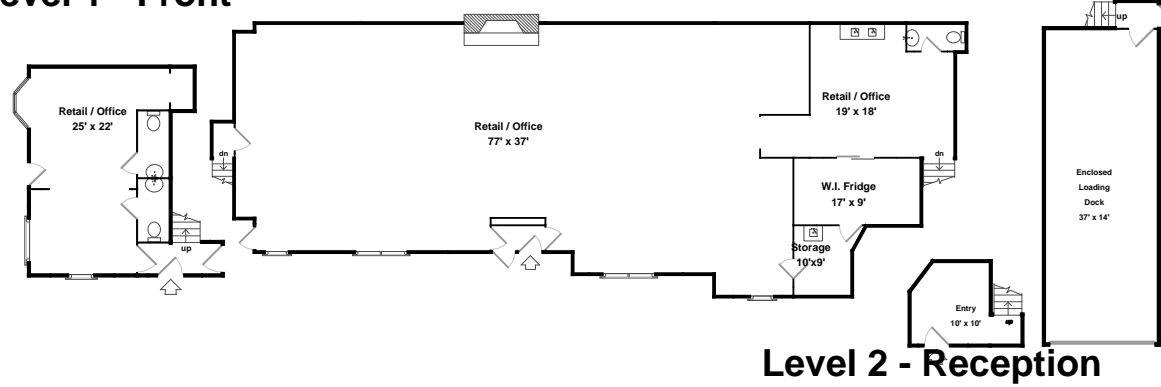 Level 1 - Front
up
Retail / Office
25' x 22'
Retail / Office
77' x 37'
Retail / Office
19' x 18'
dn
dn
W.I. Fridge
17' x 9'
Enclosed
Loading
Dock
37' x 14'
up
Storage
10'x9'
Entry
10' x 10'
up
Level 2 - Reception